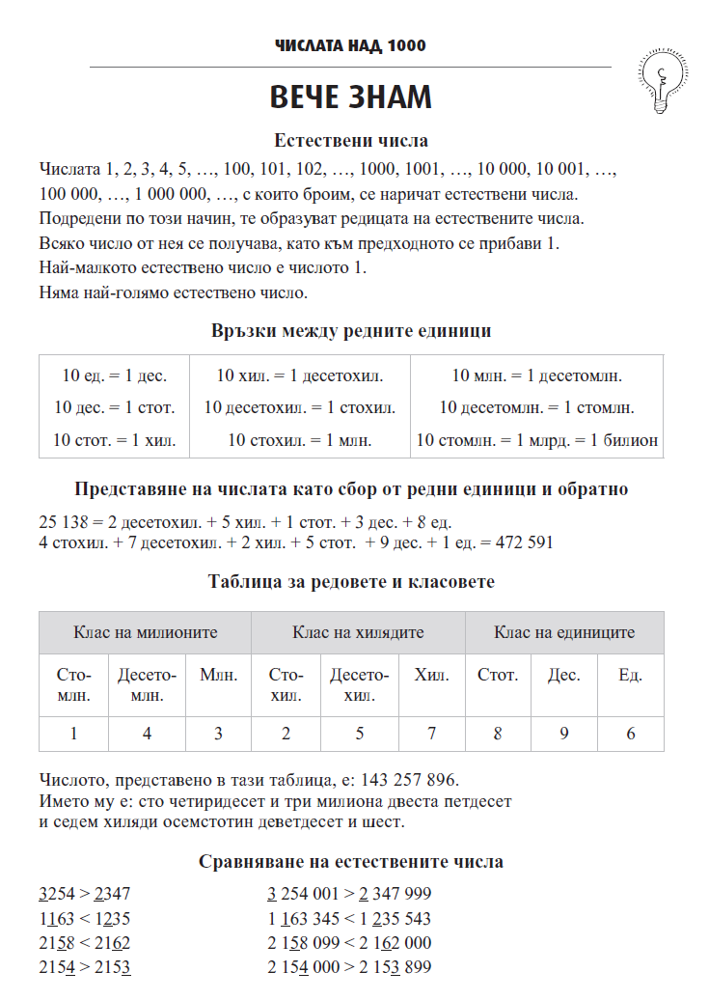 ЧИСЛАТА НАД 1000
ВЕЧЕ ЗНАМ
Естествени числа
Числата 1, 2, 3, 4, 5, …, 100, 101, 102, …, 1000, 1001, …, 10 000, 10 001, …,
100 000, …, 1 000 000, …, с които броим, се наричат естествени числа.
Подредени по този начин, те образуват редицата на естествените числа.
Всяко число от нея се получава, като към предходното се прибави 1.
Най-малкото естествено число е числото 1.
Няма най-голямо естествено число.
Връзки между редните единици
10 ед. = 1 дес. 10 хил. = 1 десетохил. 10 млн. = 1 десетомлн.
10 дес. = 1 стот. 10 десетохил. = 1 стохил. 10 десетомлн. = 1 стомлн.
10 стот. = 1 хил. 10 стохил. = 1 млн. 10 стомлн. = 1 млрд. = 1 билион
Представяне на числата като сбор от редни единици и обратно
25 138 = 2 десетохил. + 5 хил. + 1 стот. + 3 дес. + 8 ед.
4 стохил. + 7 десетохил. + 2 хил. + 5 стот. + 9 дес. + 1 ед. = 472 591
Таблица за редовете и класовете
Клас на милионите Клас на хилядите Клас на единиците
Сто- Десето- Млн. Сто- Десето- Хил. Стот. Дес. Ед.
млн. млн. хил. хил.
1 4 3 2 5 7 8 9 6
Числото, представено в тази таблица, е: 143 257 896.
Името му е: сто четиридесет и три милиона двеста петдесет
и седем хиляди осемстотин деветдесет и шест.
Сравняване на естествените числа
3254 > 2347 3 254 001 > 2 347 999
1163 < 1235 1 163 345 < 1 235 543
2158 < 2162 2 158 099 < 2 162 000
2154 > 2153 2 154 000 > 2 153 899